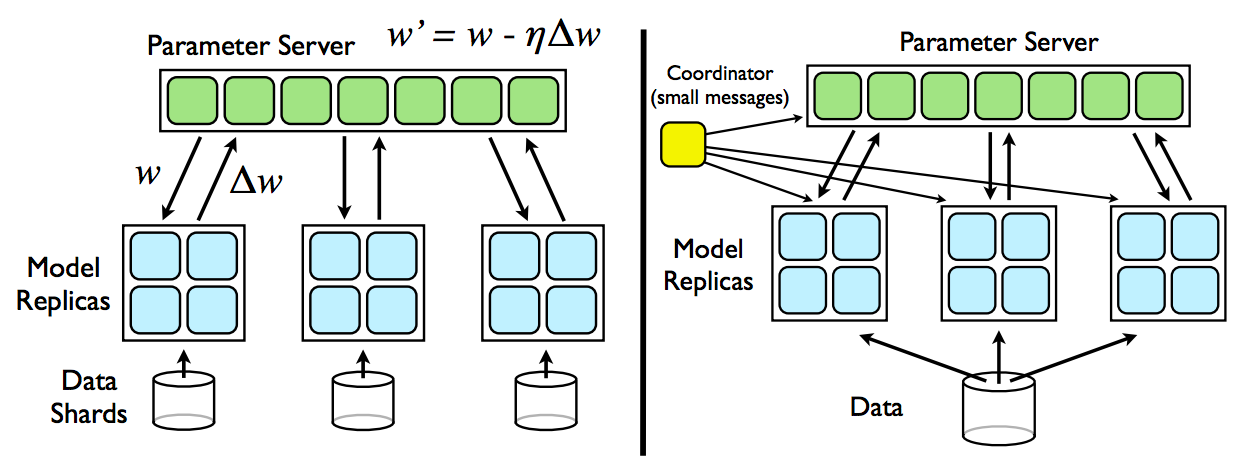 Parameter Server
w’ = w - ηΔw
w
Δw
Model
Replicas
Data
Shards
Parameter Server
Coordinator
(small messages)
Model
Replicas
Data